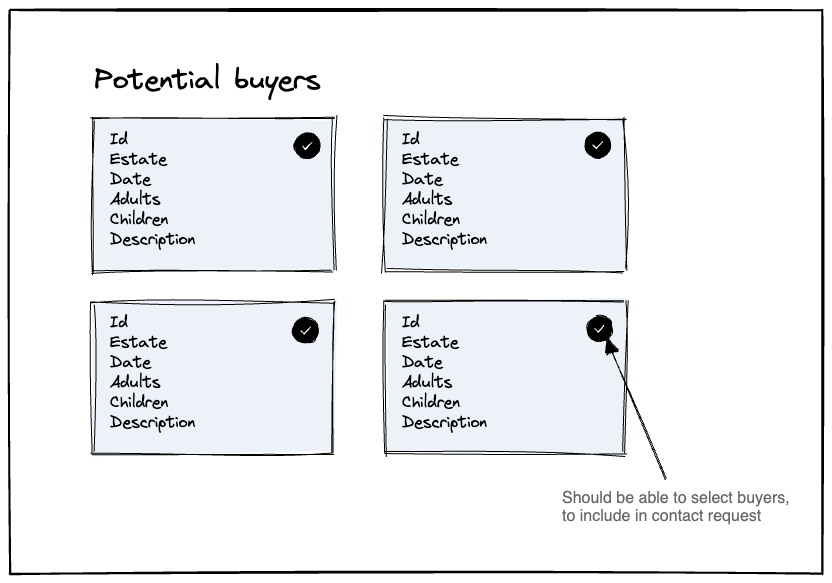 Potential buyers
Id
Estate
Date
Adults
Children
Description
Id
Estate
Date
Adults
Children
Description
Id
Estate
Date
Adults
Children
Description
Id
Estate
Date
Adults
Children
Description
Should be able to select buyers,
to include in contact request